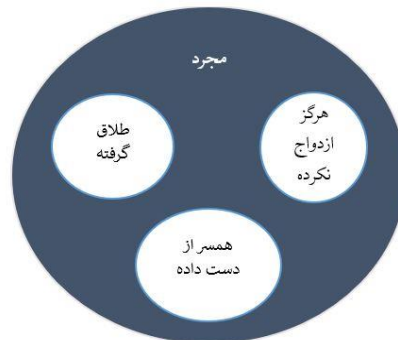 مجرد
هرگز
ازدواج
نکرده
طلاق
گرفته
همسر از
دست داده